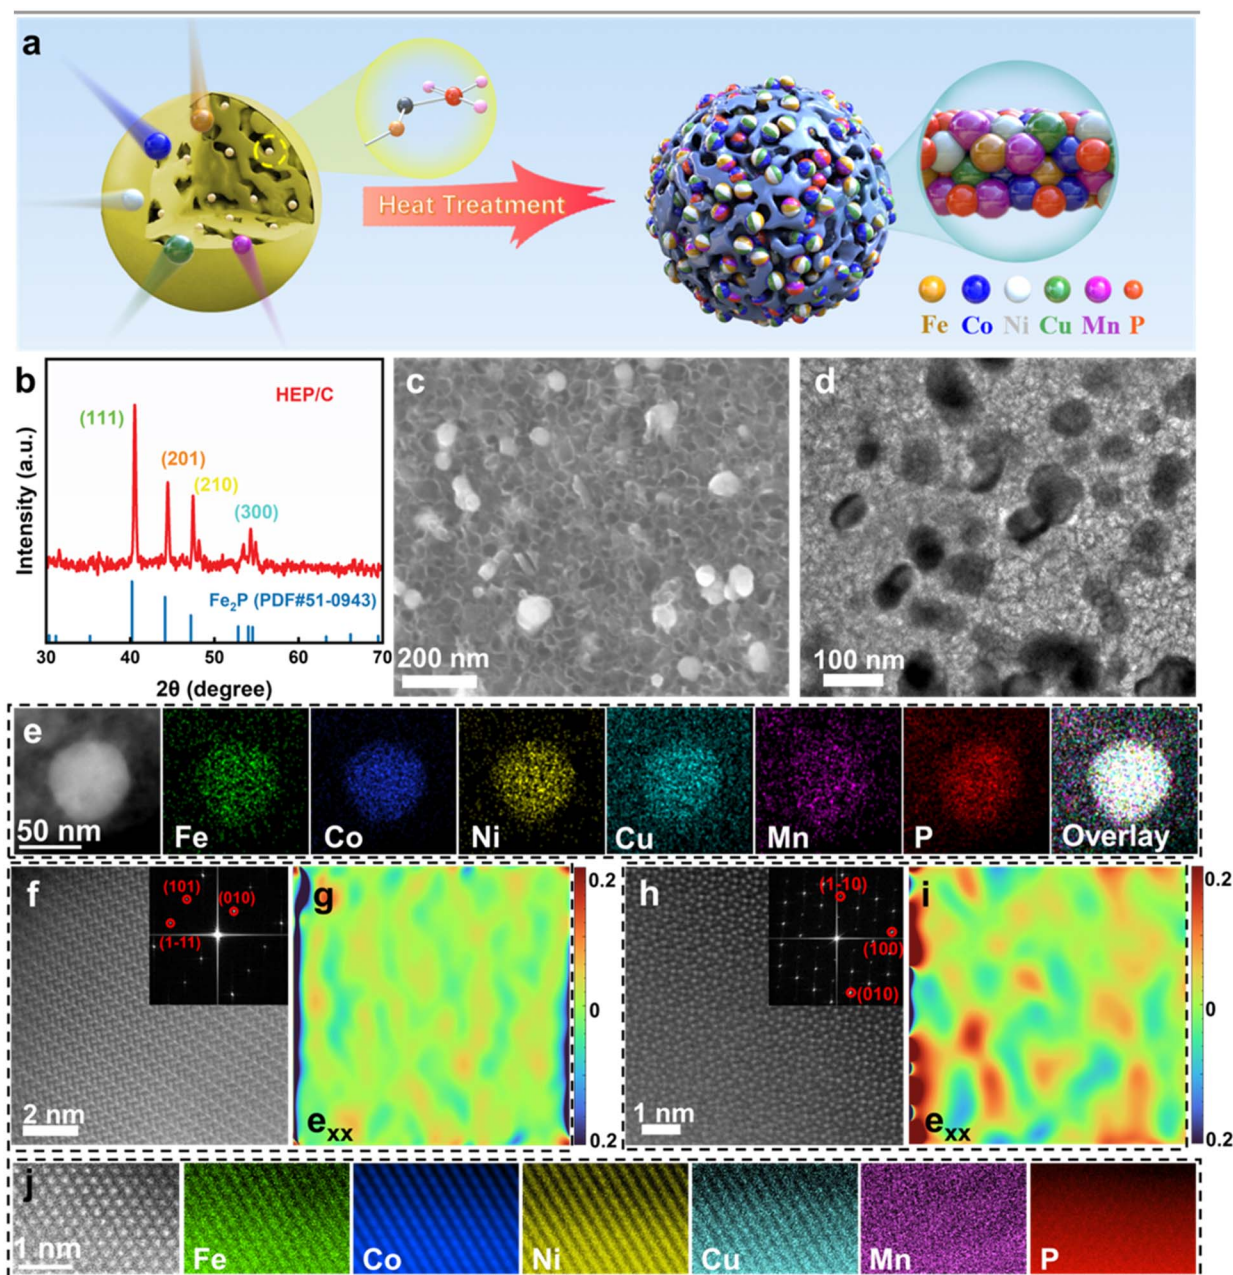 a
Heat Treatment
Fe Co Ni Cu Mn P
b
HEP/C
(111)
(201)
(210)
(300)
Intensity (a.u.)
Fe₂P (PDF#51-0943)
30 40 50 60 70
2θ (degree)
c
200 nm
d
100 nm
e
50 nm
Fe
Co
Ni
Cu
Mn
P
Overlay
f
(101)
(010)
(1-11)
2 nm
g
exx
0.2
0
0.2
h
(1-10)
(100)
(010)
1 nm
i
exx
0.2
0
0.2
j
1 nm
Fe
Co
Ni
Cu
Mn
P